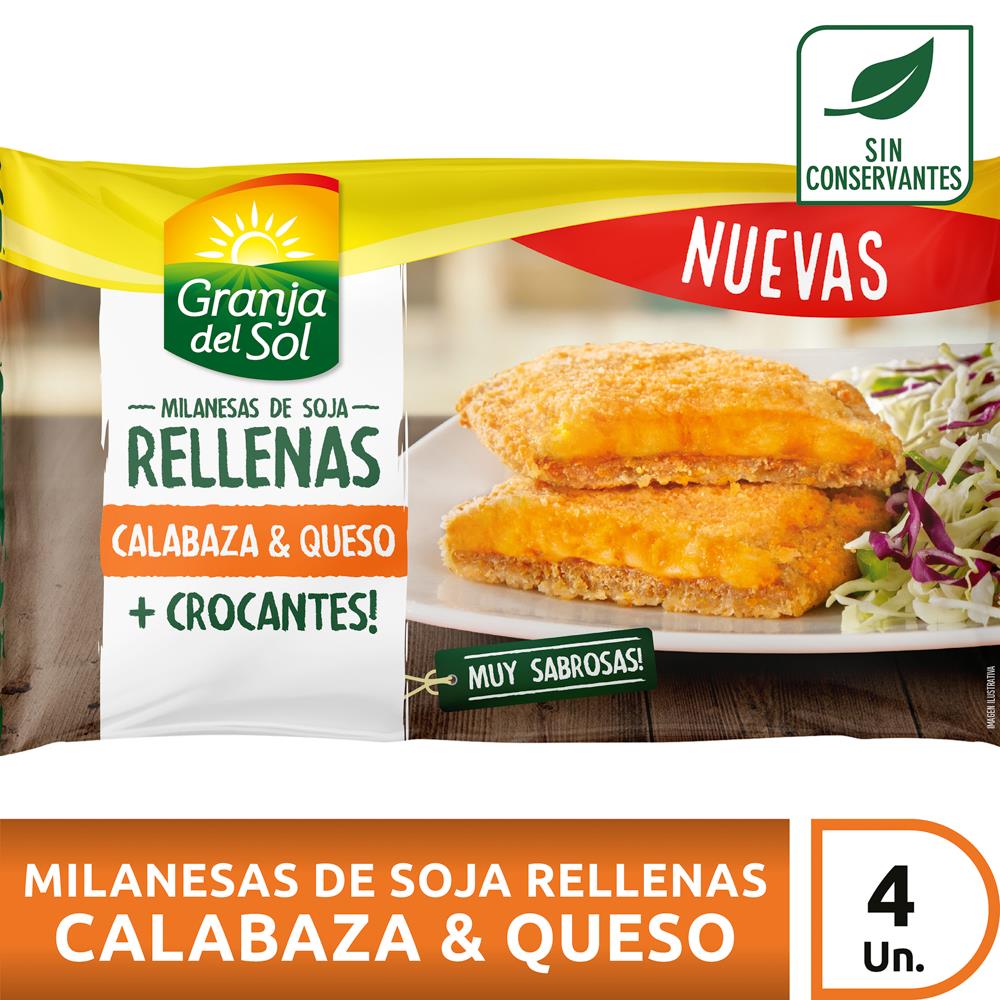 SIN
CONSERVANTES
NUEVAS
Granja
del Sol
MILANESAS DE SOJA
RELLENAS
CALABAZA & QUESO
+ CROCANTES!
MUY SABROSAS!
IMAGEN ILUSTRATIVA
MILANESAS DE SOJA RELLENAS
CALABAZA & QUESO
4
Un.